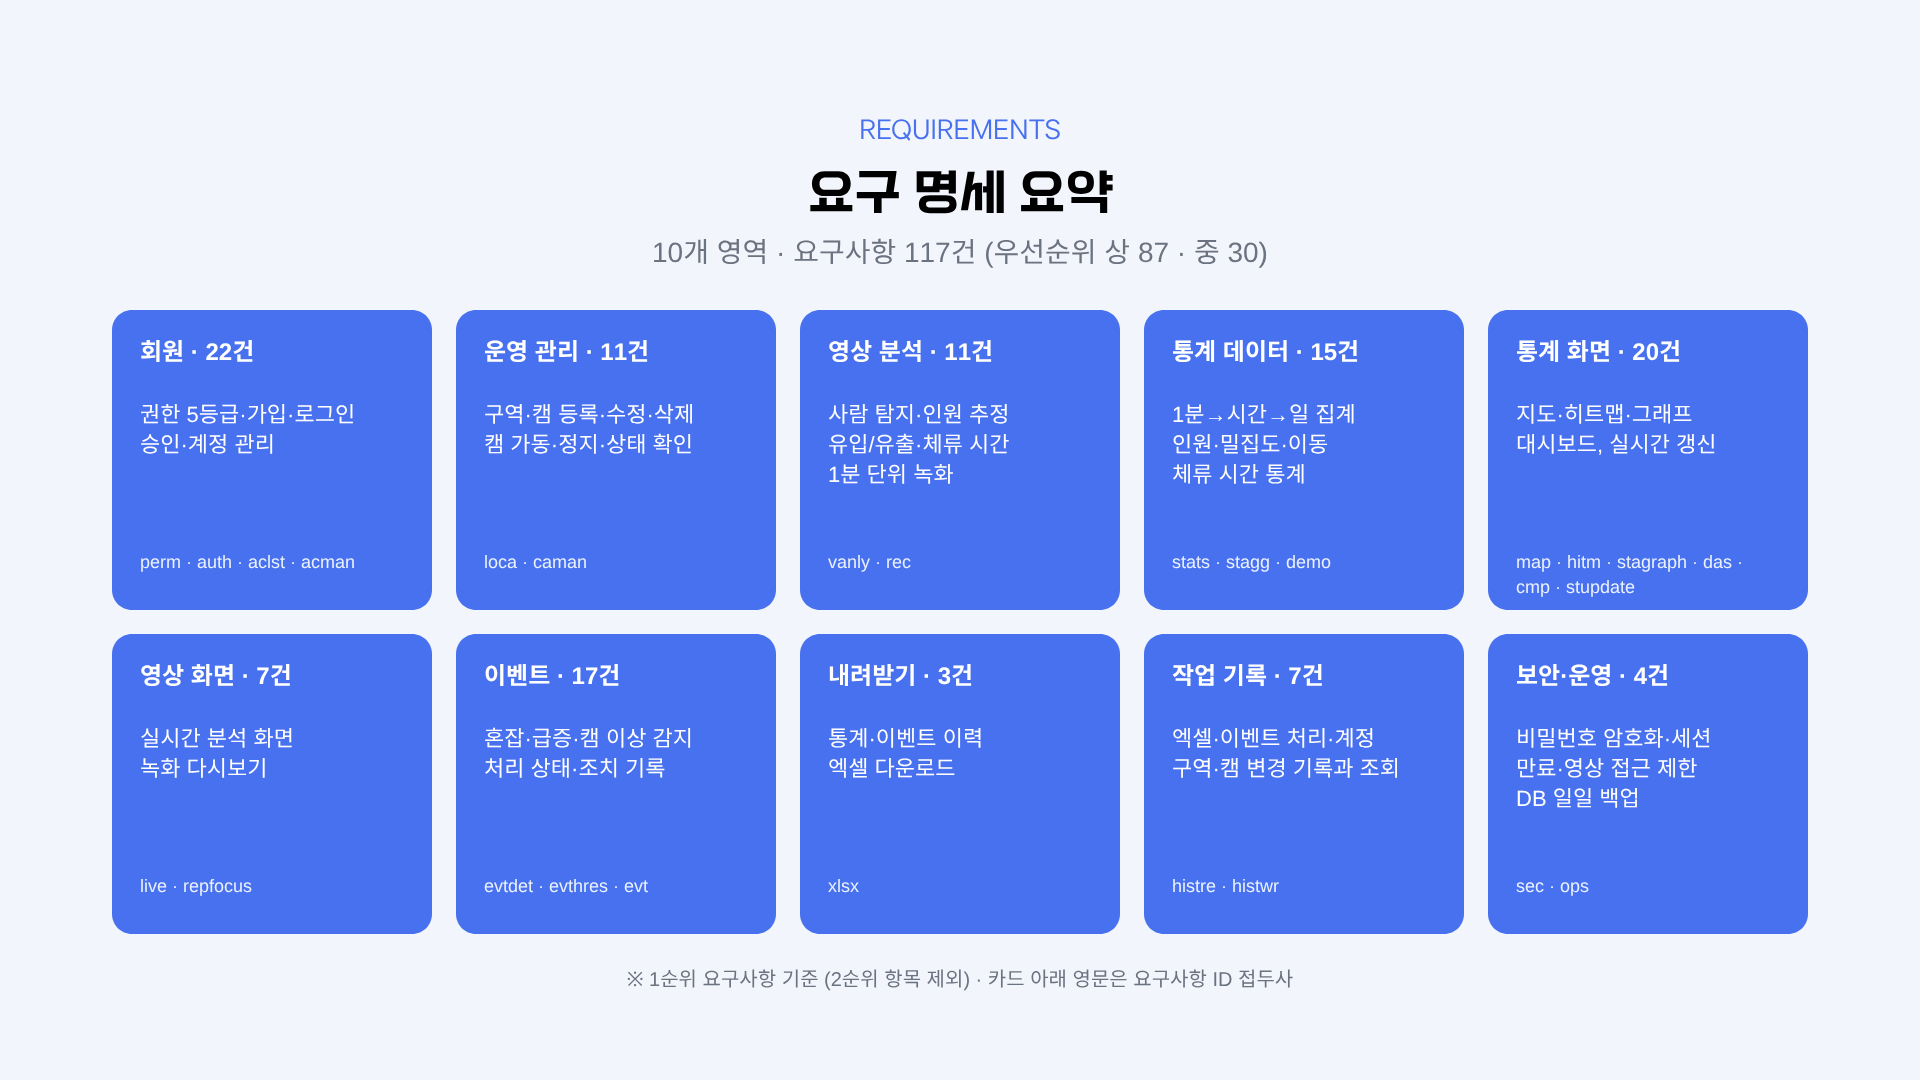 REQUIREMENTS
요구 명세 요약
10개 영역 · 요구사항 117건 (우선순위 상 87 · 중 30)
회원 · 22건
권한 5등급·가입·로그인
승인·계정 관리
perm · auth · aclst · acman
운영 관리 · 11건
구역·캠 등록·수정·삭제
캠 가동·정지·상태 확인
loca · caman
영상 분석 · 11건
사람 탐지·인원 추정
유입/유출·체류 시간
1분 단위 녹화
vanly · rec
통계 데이터 · 15건
1분→시간→일 집계
인원·밀집도·이동
체류 시간 통계
stats · stagg · demo
통계 화면 · 20건
지도·히트맵·그래프
대시보드, 실시간 갱신
map · hitm · stagraph · das ·
cmp · stupdate
영상 화면 · 7건
실시간 분석 화면
녹화 다시보기
live · repfocus
이벤트 · 17건
혼잡·급증·캠 이상 감지
처리 상태·조치 기록
evtdet · evthres · evt
내려받기 · 3건
통계·이벤트 이력
엑셀 다운로드
xlsx
작업 기록 · 7건
엑셀·이벤트 처리·계정
구역·캠 변경 기록과 조회
histre · histwr
보안·운영 · 4건
비밀번호 암호화·세션
만료·영상 접근 제한
DB 일일 백업
sec · ops
※ 1순위 요구사항 기준 (2순위 항목 제외) · 카드 아래 영문은 요구사항 ID 접두사